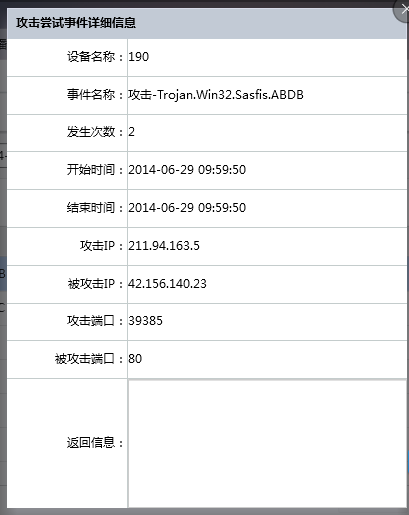 攻击尝试事件详细信息
设备名称：190
事件名称：攻击-Trojan.Win32.Sasfis.ABDB
发生次数：2
开始时间：2014-06-29 09:59:50
结束时间：2014-06-29 09:59:50
攻击IP：211.94.163.5
被攻击IP：42.156.140.23
攻击端口：39385
被攻击端口：80
返回信息：